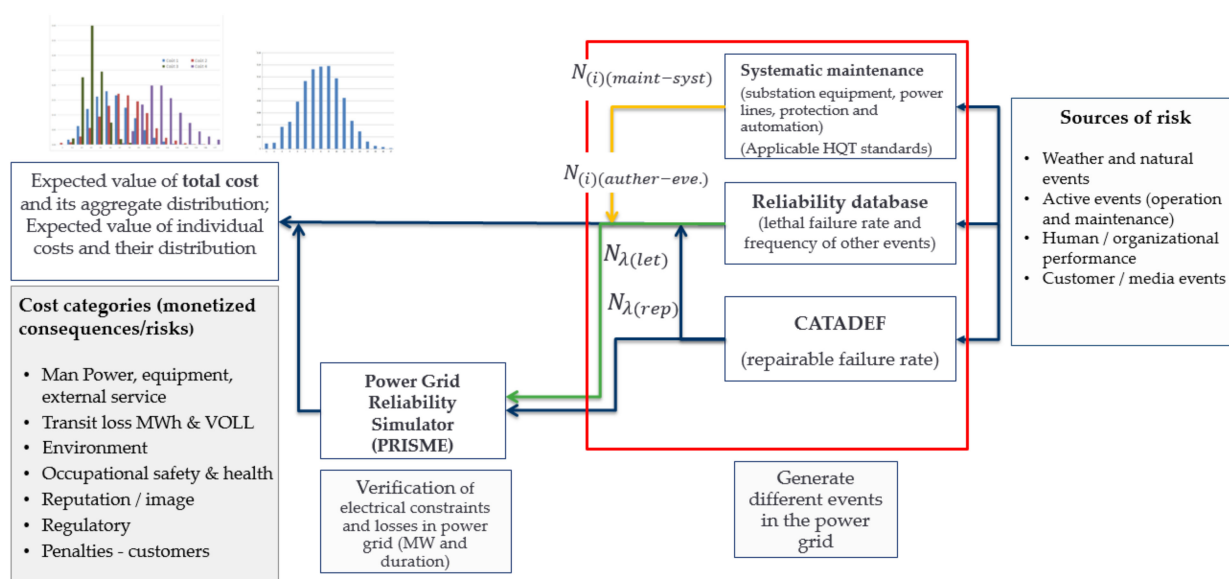 Expected value of total cost
and its aggregate distribution;
Expected value of individual
costs and their distribution
Cost categories (monetized
consequences/risks)
• Man Power, equipment,
external service
• Transit loss MWh & VOLL
• Environment
• Occupational safety & health
• Reputation / image
• Regulatory
• Penalties - customers
Power Grid
Reliability
Simulator
(PRISME)
Verification of
electrical constraints
and losses in power
grid (MW and
duration)
N(i)(maint−syst)
N(i)(auther−eve.)
Nλ(let)
Nλ(rep)
Systematic maintenance
(substation equipment, power
lines, protection and
automation)
(Applicable HQT standards)
Reliability database
(lethal failure rate and
frequency of other events)
CATADEF
(repairable failure rate)
Generate
different events
in the power
grid
Sources of risk
• Weather and natural
events
• Active events (operation
and maintenance)
• Human / organizational
performance
• Customer / media events